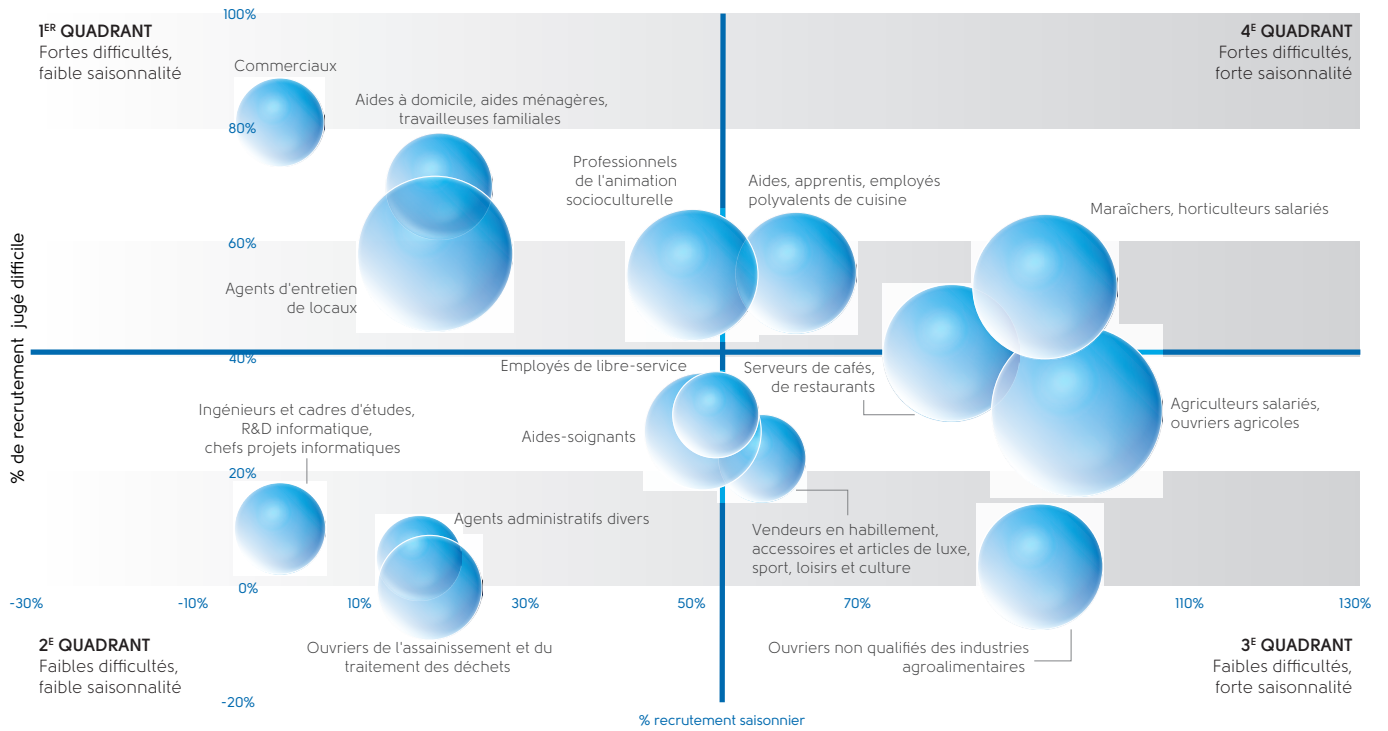 1ER QUADRANT
Fortes difficultés,
faible saisonnalité
4E QUADRANT
Fortes difficultés,
forte saisonnalité
100%
Commerciaux
Aides à domicile, aides ménagères,
travailleuses familiales
80%
Professionnels
de l'animation
socioculturelle
Aides, apprentis, employés
polyvalents de cuisine
Maraîchers, horticulteurs salariés
60%
% de recrutement jugé difficile
Agents d'entretien
de locaux
40%
Employés de libre-service
Serveurs de cafés,
de restaurants
Ingénieurs et cadres d'études,
R&D informatique,
chefs projets informatiques
Aides-soignants
Agriculteurs salariés,
ouvriers agricoles
20%
Agents administratifs divers
Vendeurs en habillement,
accessoires et articles de luxe,
sport, loisirs et culture
0%
-30%
-10%
10%
30%
50%
70%
110%
130%
2E QUADRANT
Faibles difficultés,
faible saisonnalité
Ouvriers de l'assainissement et du
traitement des déchets
Ouvriers non qualifiés des industries
agroalimentaires
3E QUADRANT
Faibles difficultés,
forte saisonnalité
-20%
% recrutement saisonnier